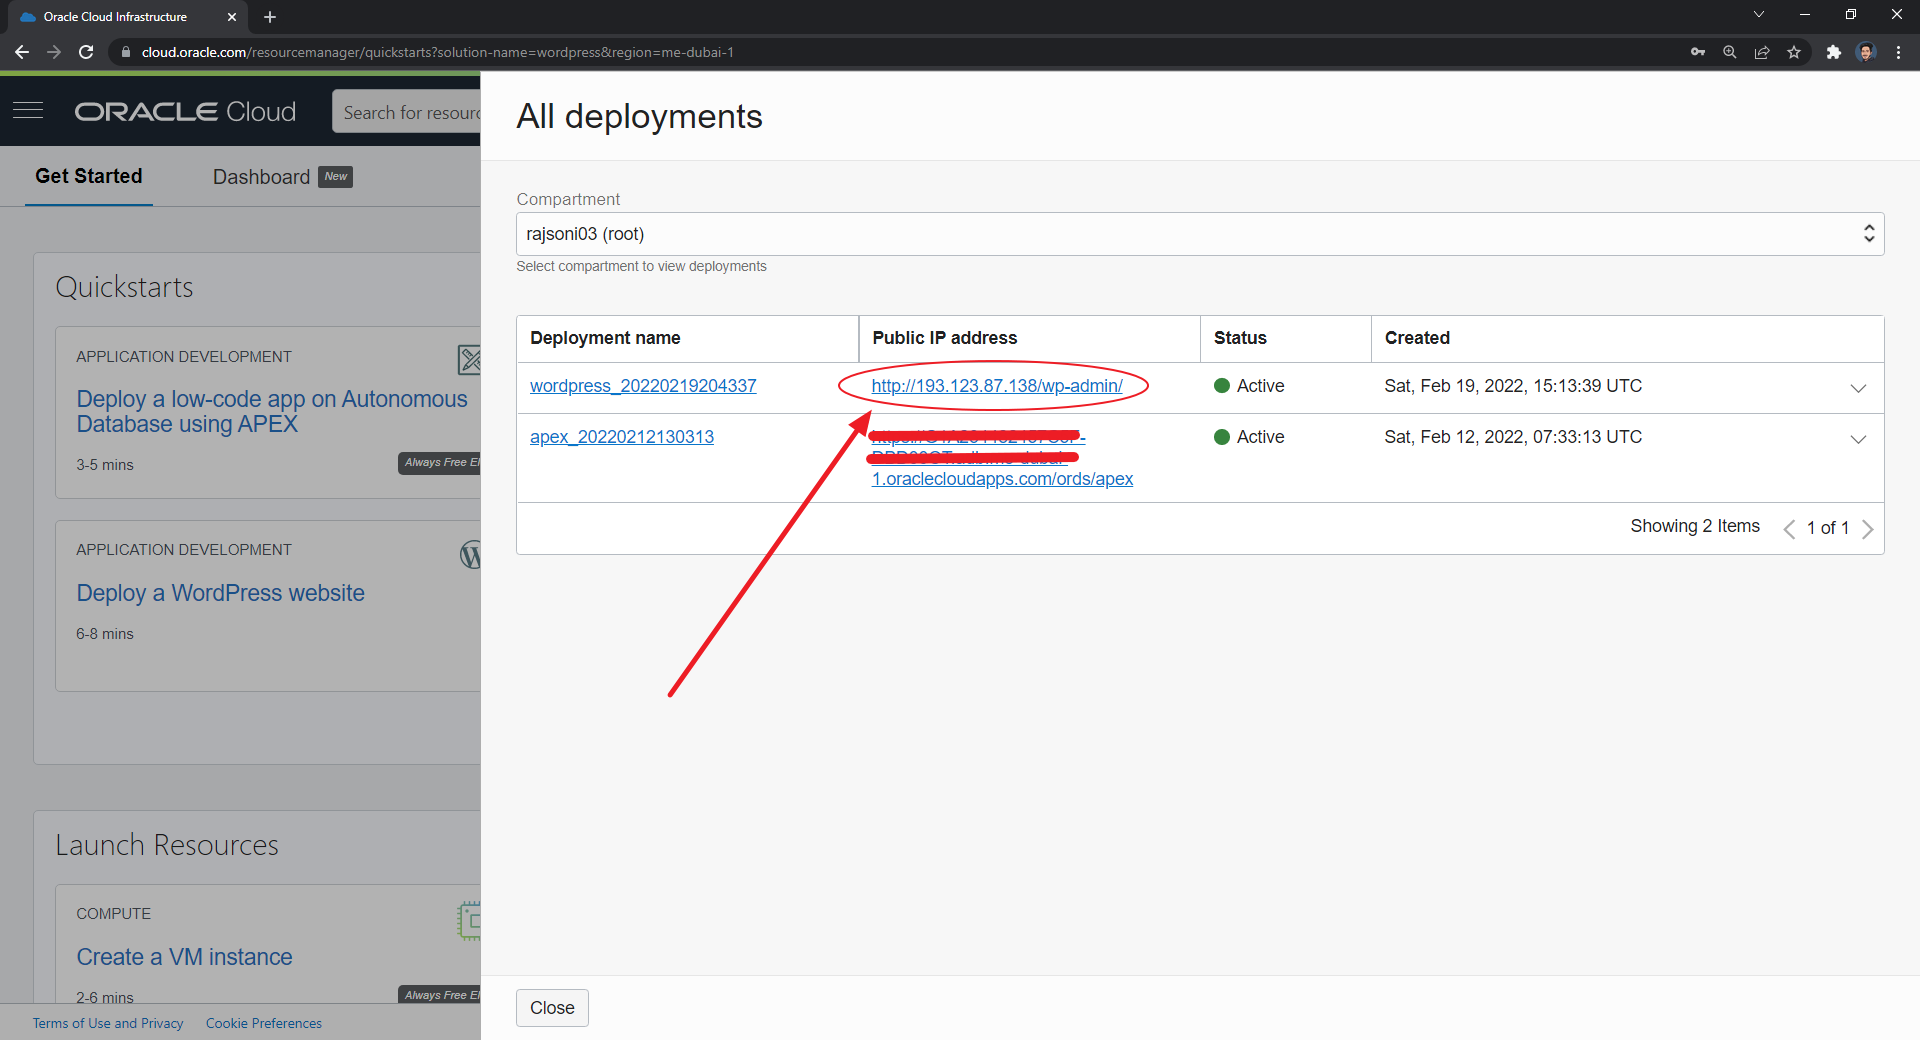 Oracle Cloud Infrastructure
cloud.oracle.com/resourcemanager/quickstarts?solution-name=wordpress&region=me-dubai-1
ORACLE Cloud
Search for resourc
Get Started
Dashboard New
Quickstarts
APPLICATION DEVELOPMENT
Deploy a low-code app on Autonomous
Database using APEX
3-5 mins
Always Free El
APPLICATION DEVELOPMENT
Deploy a WordPress website
6-8 mins
Launch Resources
COMPUTE
Create a VM instance
2-6 mins
Always Free El
Terms of Use and Privacy Cookie Preferences
All deployments
Compartment
rajsoni03 (root)
Select compartment to view deployments
Deployment name Public IP address Status Created
wordpress_20220219204337 http://193.123.87.138/wp-admin/ Active Sat, Feb 19, 2022, 15:13:39 UTC
apex_20220212130313 Active Sat, Feb 12, 2022, 07:33:13 UTC
1.oraclecloudapps.com/ords/apex
Showing 2 Items 1 of 1
Close